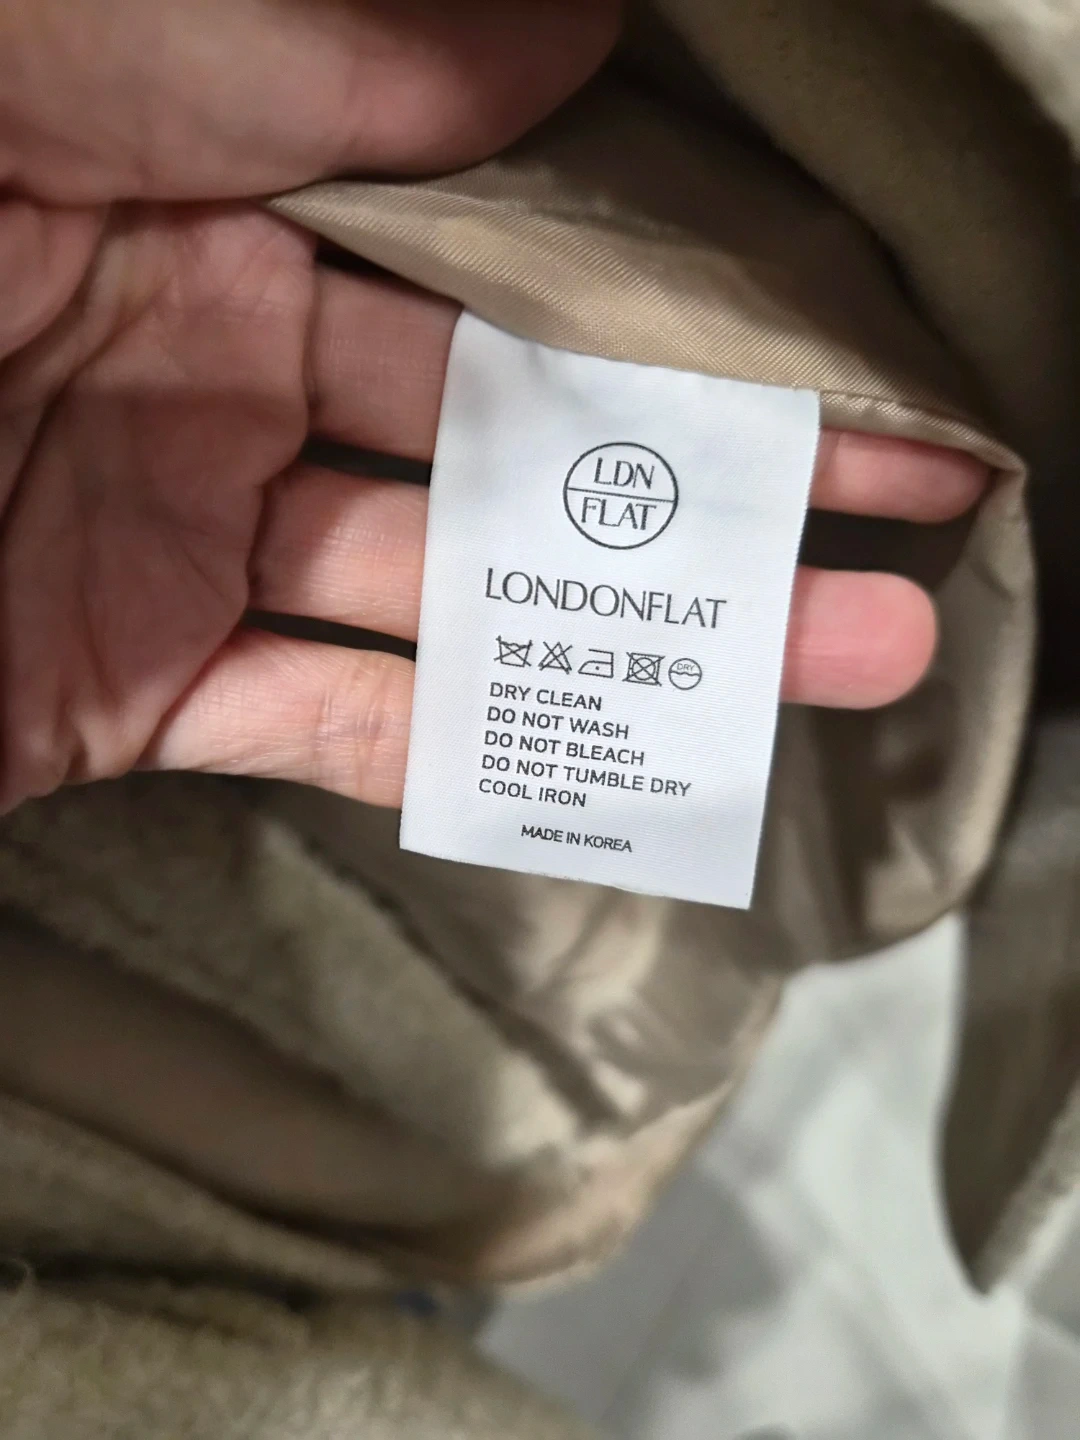 LDN
FLAT
LONDONFLAT
DRY
DRY CLEAN
DO NOT WASH
DO NOT BLEACH
DO NOT TUMBLE DRY
COOL IRON
MADE IN KOREA